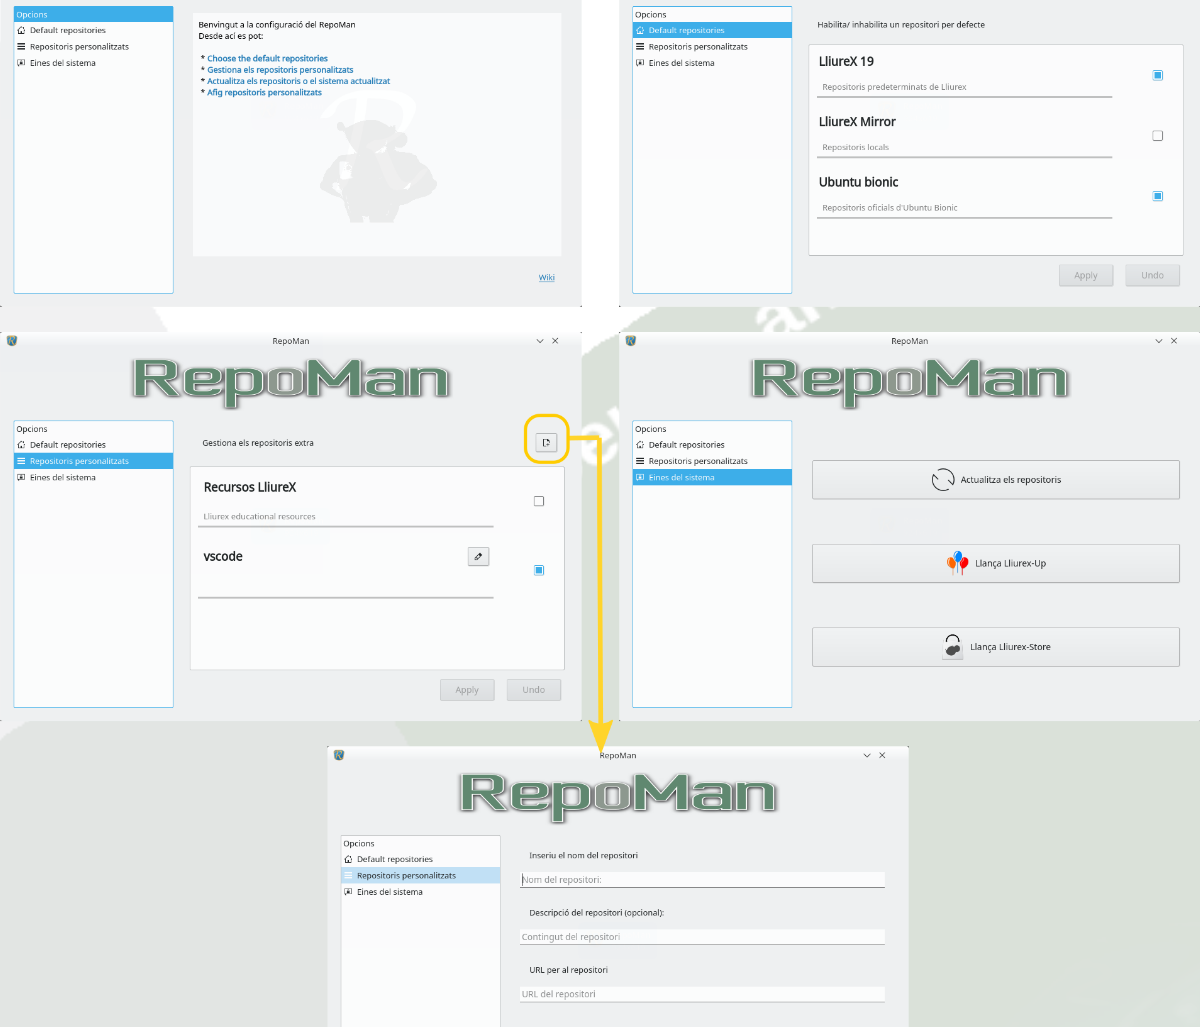 Opcions
Default repositories
Repositoris personalitzats
Eines del sistema
Benvingut a la configuració del RepoMan
Desde ací es pot:
* Choose the default repositories
* Gestiona els repositoris personalitzats
* Actualitza els repositoris o el sistema actualitzat
* Afig repositoris personalitzats
Wiki
Opcions
Default repositories
Repositoris personalitzats
Eines del sistema
Habilita/ inhabilita un repositori per defecte
LliureX 19
Repositoris predeterminats de Lliurex
LliureX Mirror
Repositoris locals
Ubuntu bionic
Repositoris oficials d'Ubuntu Bionic
Apply
Undo
RepoMan
RepoMan
Opcions
Default repositories
Repositoris personalitzats
Eines del sistema
Gestiona els repositoris extra
Recursos LliureX
Lliurex educational resources
vscode
Apply
Undo
RepoMan
RepoMan
Opcions
Default repositories
Repositoris personalitzats
Eines del sistema
Actualitza els repositoris
Llança Lliurex-Up
Llança Lliurex-Store
RepoMan
RepoMan
Opcions
Default repositories
Repositoris personalitzats
Eines del sistema
Inseriu el nom del repositori
Nom del repositori:
Descripció del repositori (opcional):
Contingut del repositori
URL per al repositori
URL del repositori